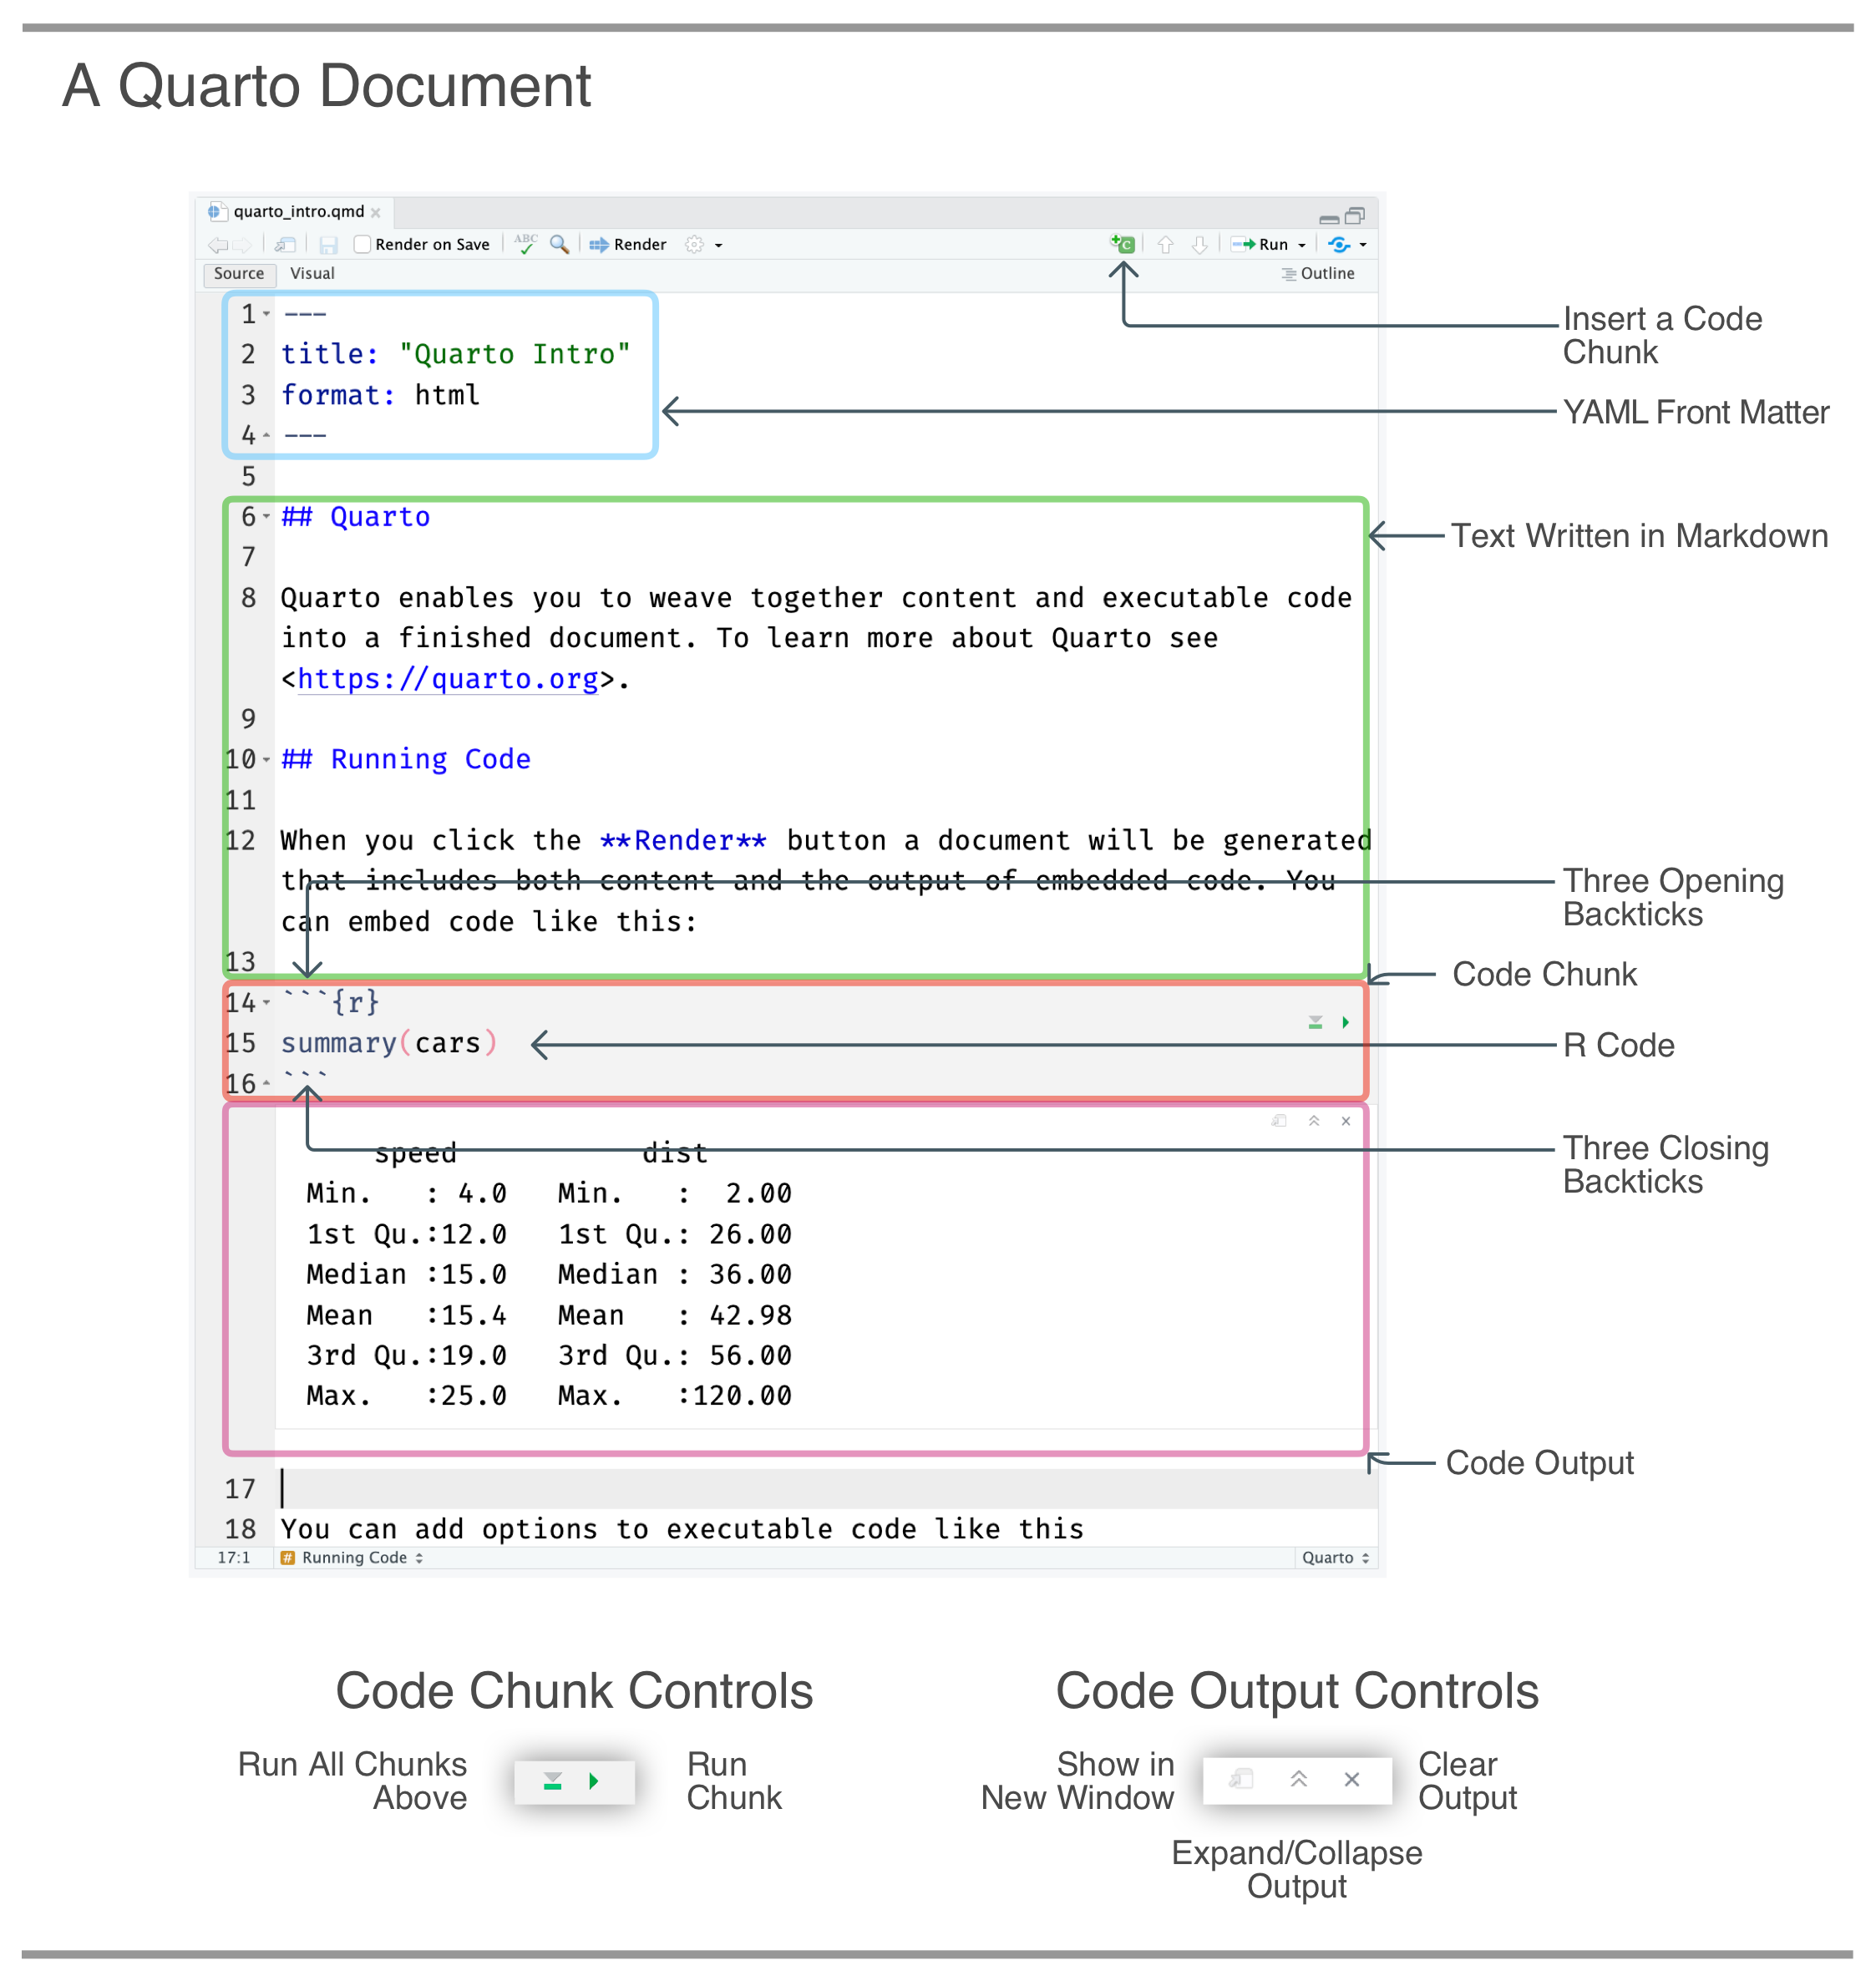 A Quarto Document
quarto_intro.qmd
Render on Save ABC Render Run
Source Visual Outline
1 ---
2 title: "Quarto Intro"
3 format: html
4 ---
5
6 ## Quarto
7
8 Quarto enables you to weave together content and executable code
into a finished document. To learn more about Quarto see
<https://quarto.org>.
9
10 ## Running Code
11
12 When you click the **Render** button a document will be generated
that includes both content and the output of embedded code. You
can embed code like this:
13
14 ```{r}
15 summary(cars)
16 ```
speed dist
Min. : 4.0 Min. : 2.00
1st Qu.:12.0 1st Qu.: 26.00
Median :15.0 Median : 36.00
Mean :15.4 Mean : 42.98
3rd Qu.:19.0 3rd Qu.: 56.00
Max. :25.0 Max. :120.00
17
18 You can add options to executable code like this
17:1 # Running Code Quarto
Insert a Code
Chunk
YAML Front Matter
Text Written in Markdown
Three Opening
Backticks
Code Chunk
R Code
Three Closing
Backticks
Code Output
Code Chunk Controls
Run All Chunks
Above
Run
Chunk
Code Output Controls
Show in
New Window
Clear
Output
Expand/Collapse
Output